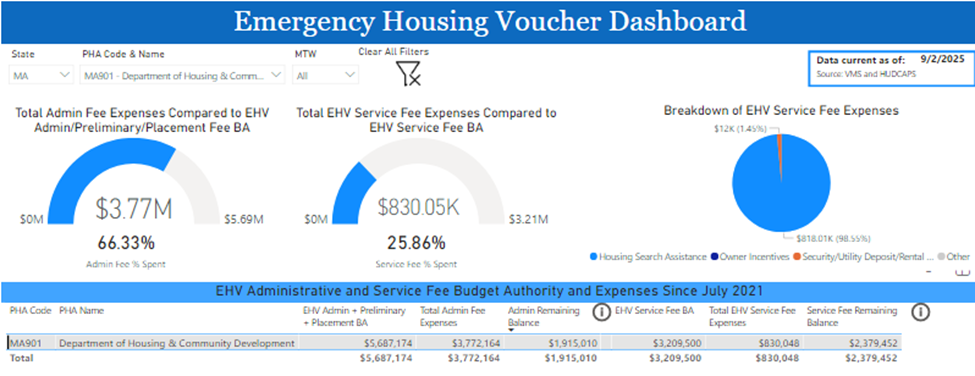 Emergency Housing Voucher Dashboard
State
PHA Code & Name
MTW
Clear All Filters
MA
MA901 - Department of Housing & Comm...
All
Data current as of: 9/2/2025
Source: VMS and HUDCAPS
Total Admin Fee Expenses Compared to EHV
Admin/Preliminary/Placement Fee BA
$3.77M
$0M
$5.69M
66.33%
Admin Fee % Spent
Total EHV Service Fee Expenses Compared to
EHV Service Fee BA
$830.05K
$0M
$3.21M
25.86%
Service Fee % Spent
Breakdown of EHV Service Fee Expenses
$12K (1.45%)
$818.01K (98.55%)
Housing Search Assistance Owner Incentives Security/Utility Deposit/Rental ... Other
EHV Administrative and Service Fee Budget Authority and Expenses Since July 2021
PHA Code PHA Name EHV Admin + Preliminary Total Admin Fee Admin Remaining EHV Service Fee BA Total EHV Service Fee Service Fee Remaining
+ Placement BA Expenses Balance Expenses Balance
MA901 Department of Housing & Community Development $5,687,174 $3,772,164 $1,915,010 $3,209,500 $830,048 $2,379,452
Total $5,687,174 $3,772,164 $1,915,010 $3,209,500 $830,048 $2,379,452